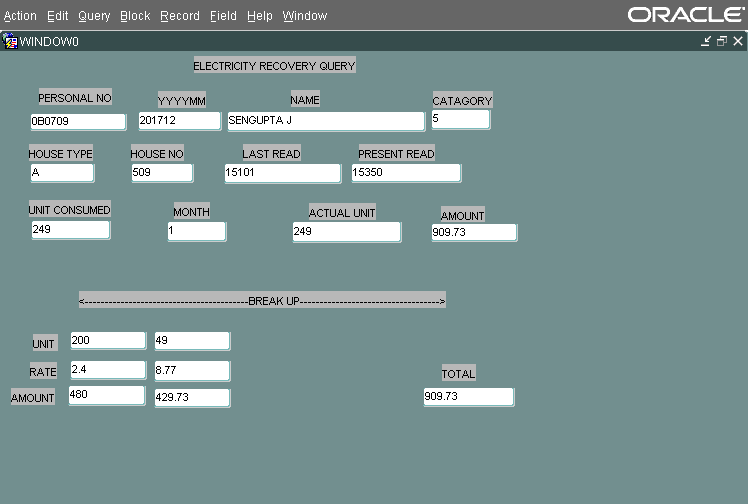 Action Edit Query Block Record Field Help Window ORACLE
WINDOW0
ELECTRICITY RECOVERY QUERY
PERSONAL NO YYYYMM NAME CATAGORY
0B0709 201712 SENGUPTA J 5
HOUSE TYPE HOUSE NO LAST READ PRESENT READ
A 509 15101 15350
UNIT CONSUMED MONTH ACTUAL UNIT AMOUNT
249 1 249 909.73
<----------------------------------------BREAK UP---------------------------------->
UNIT 200 49
RATE 2.4 8.77 TOTAL
AMOUNT 480 429.73 909.73